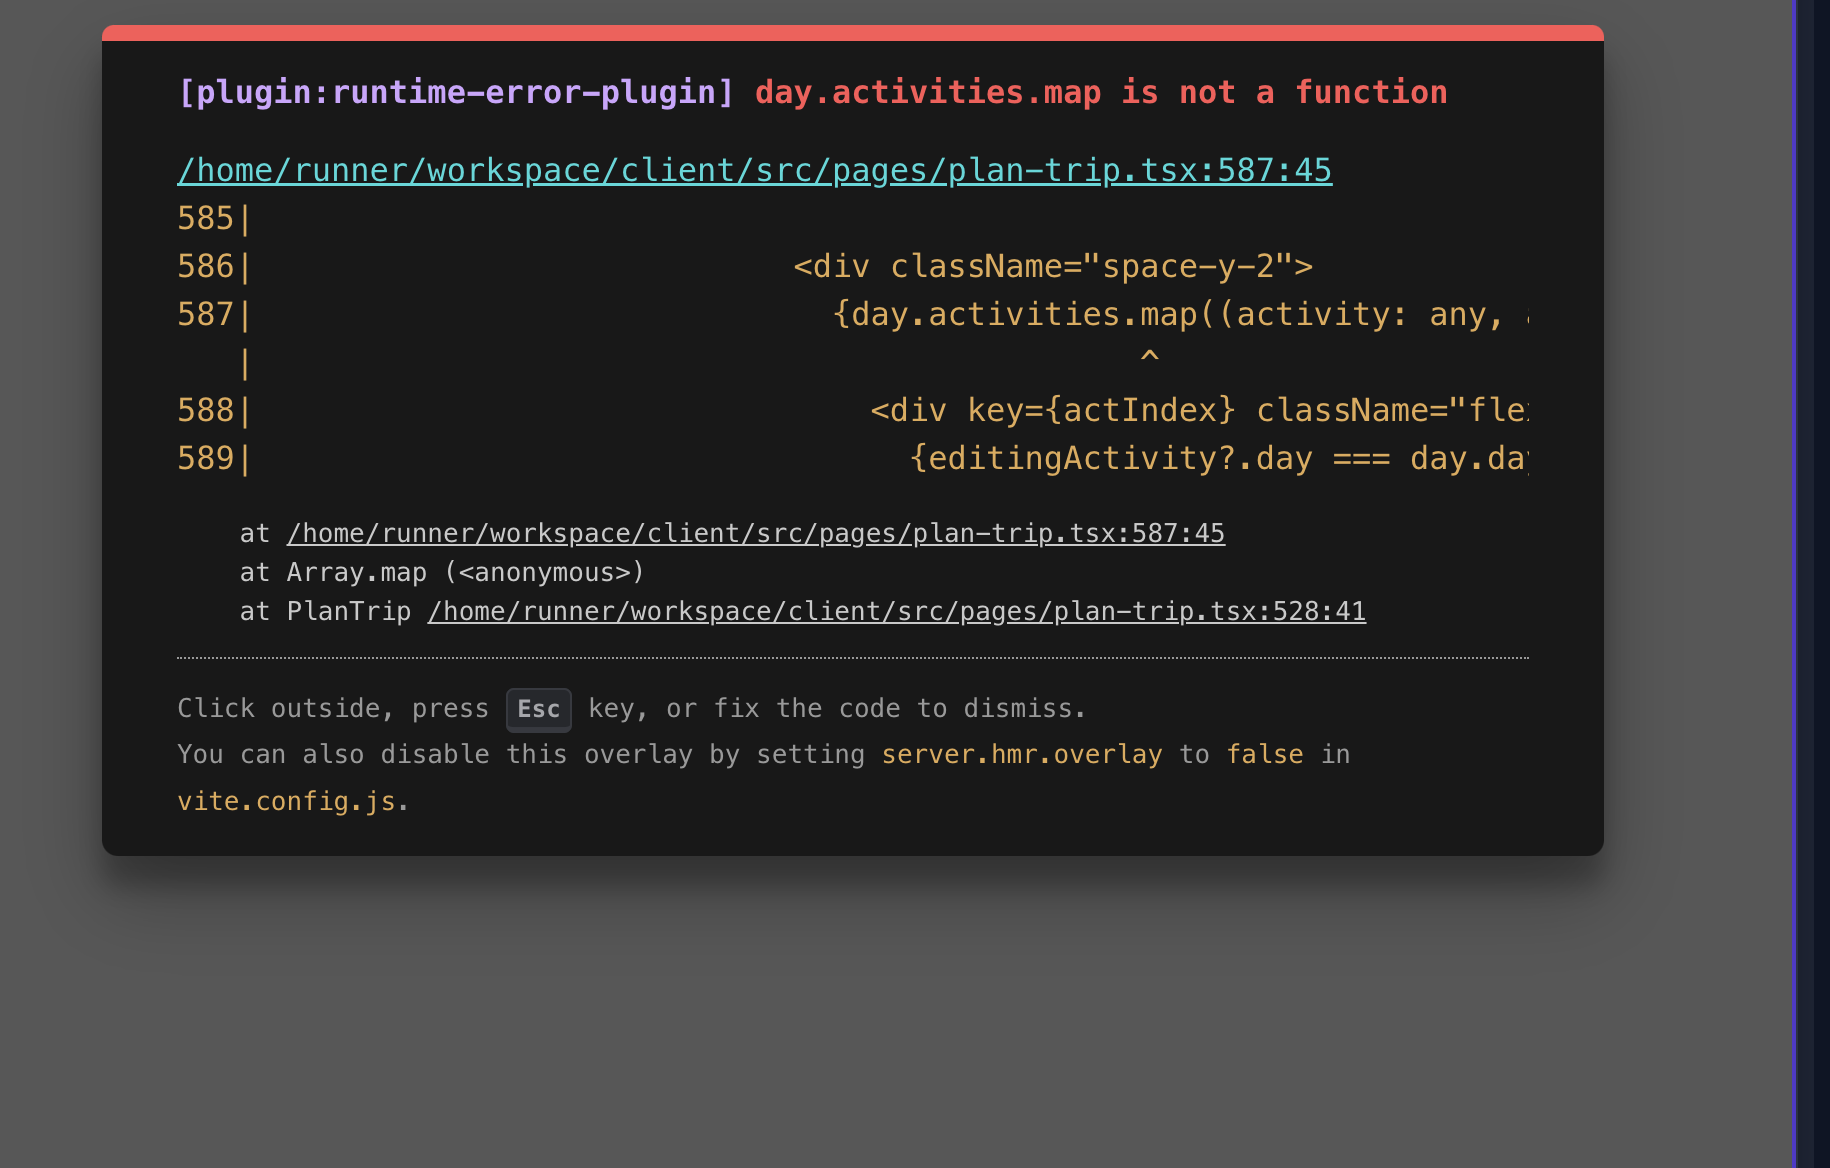 [plugin:runtime-error-plugin] day.activities.map is not a function
/home/runner/workspace/client/src/pages/plan-trip.tsx:587:45
585|
586|                            <div className="space-y-2">
587|                              {day.activities.map((activity: any,
   |                                              ^
588|                                <div key={actIndex} className="fle
589|                                  {editingActivity?.day === day.day
at /home/runner/workspace/client/src/pages/plan-trip.tsx:587:45
at Array.map (<anonymous>)
at PlanTrip /home/runner/workspace/client/src/pages/plan-trip.tsx:528:41
Click outside, press Esc key, or fix the code to dismiss.
You can also disable this overlay by setting server.hmr.overlay to false in
vite.config.js.